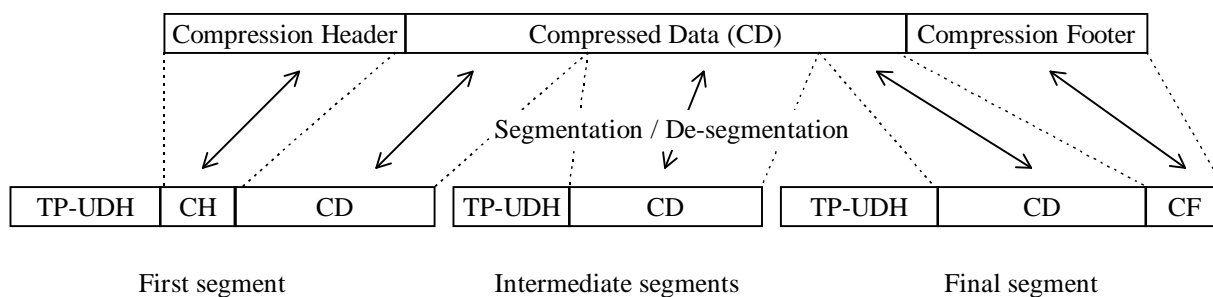 Compression Header Compressed Data (CD) Compression Footer
Segmentation / De-segmentation
TP-UDH CH CD TP-UDH CD TP-UDH CD CF
First segment Intermediate segments Final segment